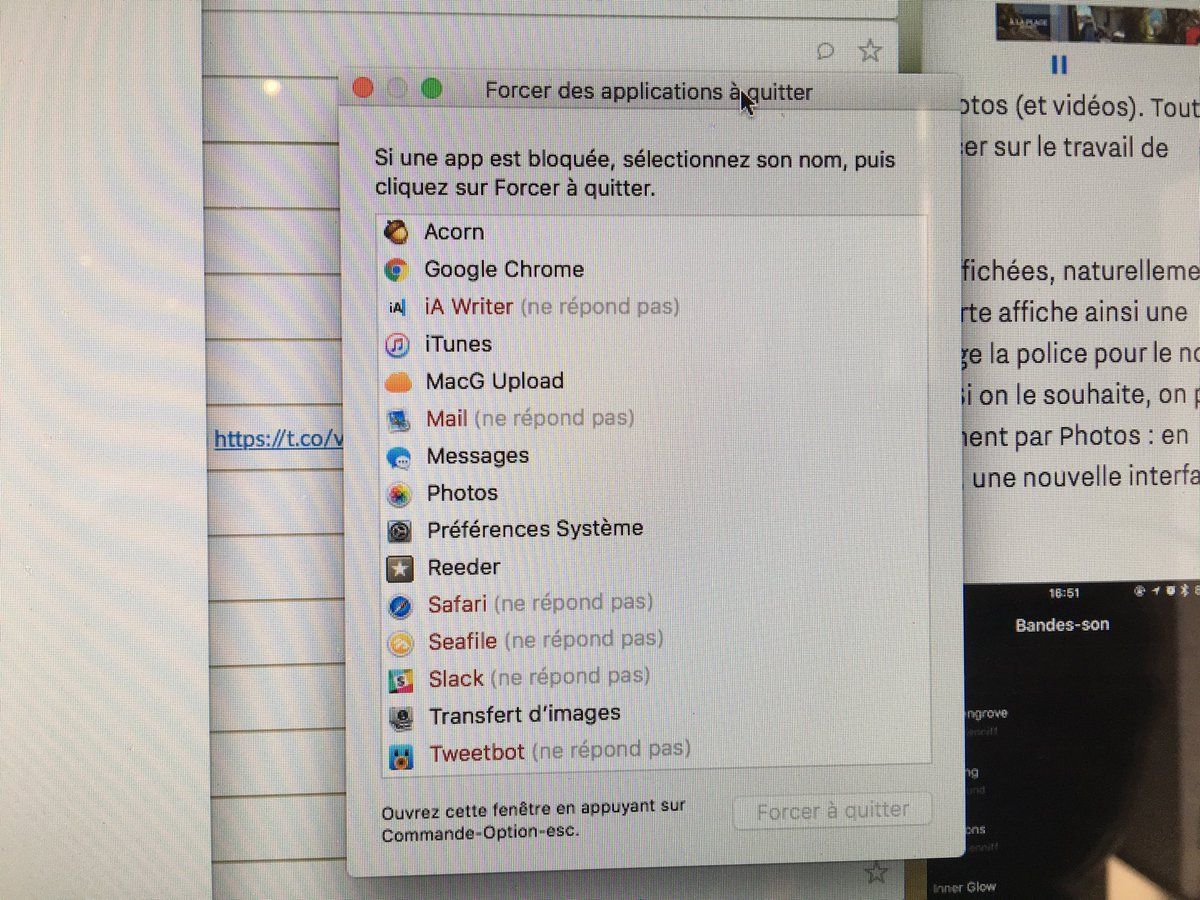 À LA PLAGE
Forcer des applications à quitter
otos (et vidéos). Tout
er sur le travail de
Si une app est bloquée, sélectionnez son nom, puis
cliquez sur Forcer à quitter.
Acorn
Google Chrome
iA Writer (ne répond pas)
iTunes
MacG Upload
Mail (ne répond pas)
Messages
Photos
Préférences Système
Reeder
Safari (ne répond pas)
Seafile (ne répond pas)
Slack (ne répond pas)
Transfert d'images
Tweetbot (ne répond pas)
Ouvrez cette fenêtre en appuyant sur
Commande-Option-esc.
Forcer à quitter
https://t.co/v
fichées, naturelleme
rte affiche ainsi une
ge la police pour le no
si on le souhaite, on p
ment par Photos : en
, une nouvelle interfa
16:51
Bandes-son
ngrove
ng
ons
Inner Glow